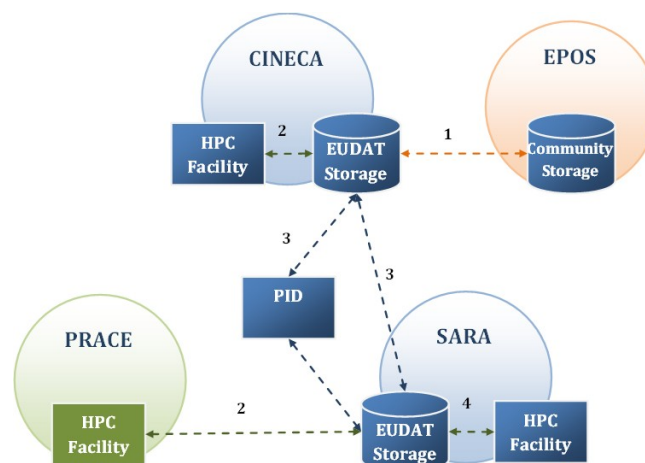 CINECA
EPOS
HPC
Facility
2
EUDAT
Storage
1
Community
Storage
3
3
PID
PRACE
SARA
HPC
Facility
2
EUDAT
Storage
4
HPC
Facility